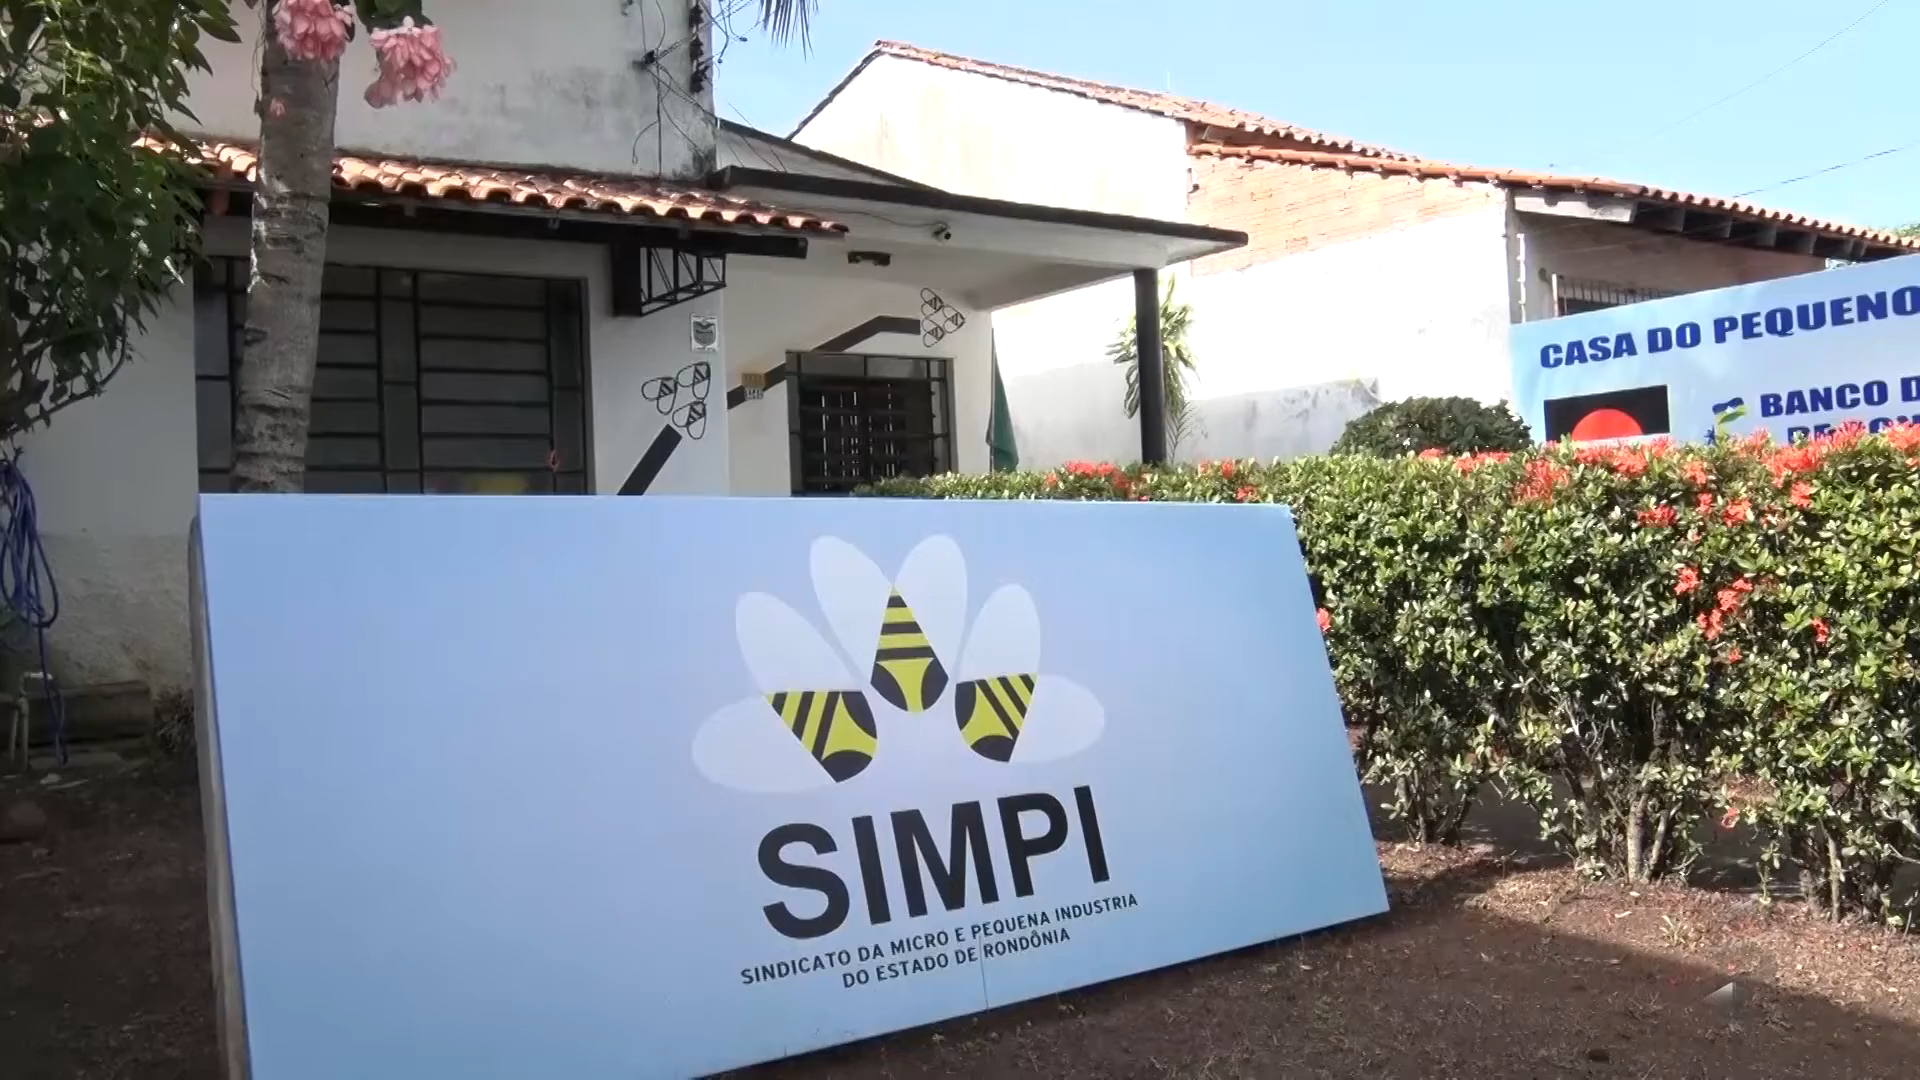 CASA DO PEQUENO
BANCO D
SIMPI
SINDICATO DA MICRO E PEQUENA INDUSTRIA
DO ESTADO DE RONDÔNIA